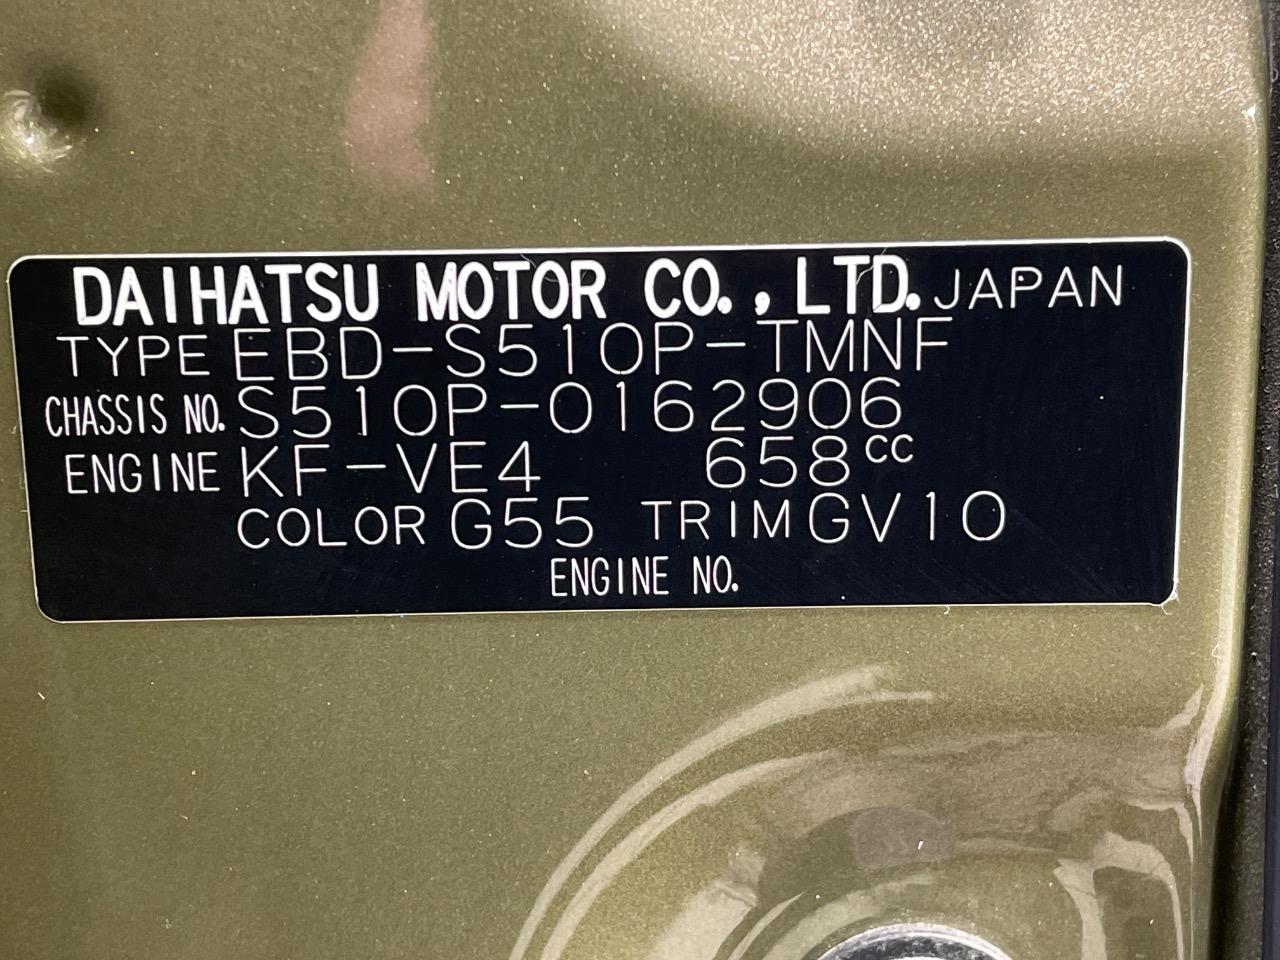 DAIHATSU MOTOR CO., LTD. JAPAN
TYPE EBD-S510P-TMNF
CHASSIS NO. S510P-0162906
ENGINE KF-VE4 658cc
COLOR G55 TRIM GV10
ENGINE NO.